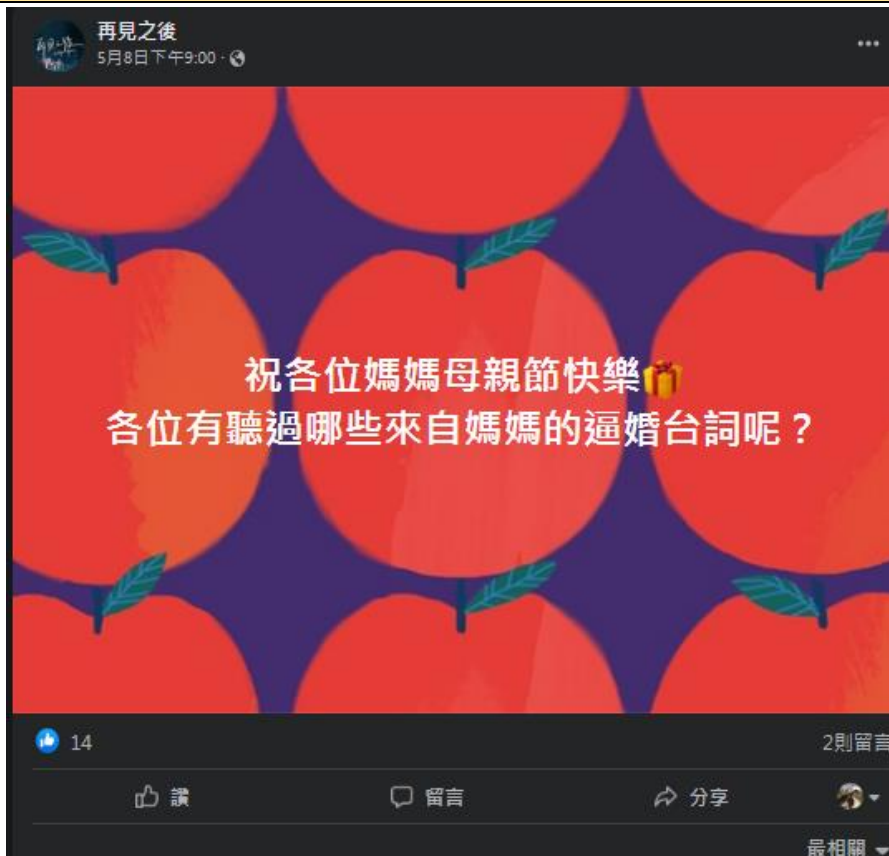 再見之後
5月8日下午9:00
祝各位媽媽母親節快樂🎁
各位有聽過哪些來自媽媽的逼婚台詞呢？
14
2則留言
讚
留言
分享
最相關